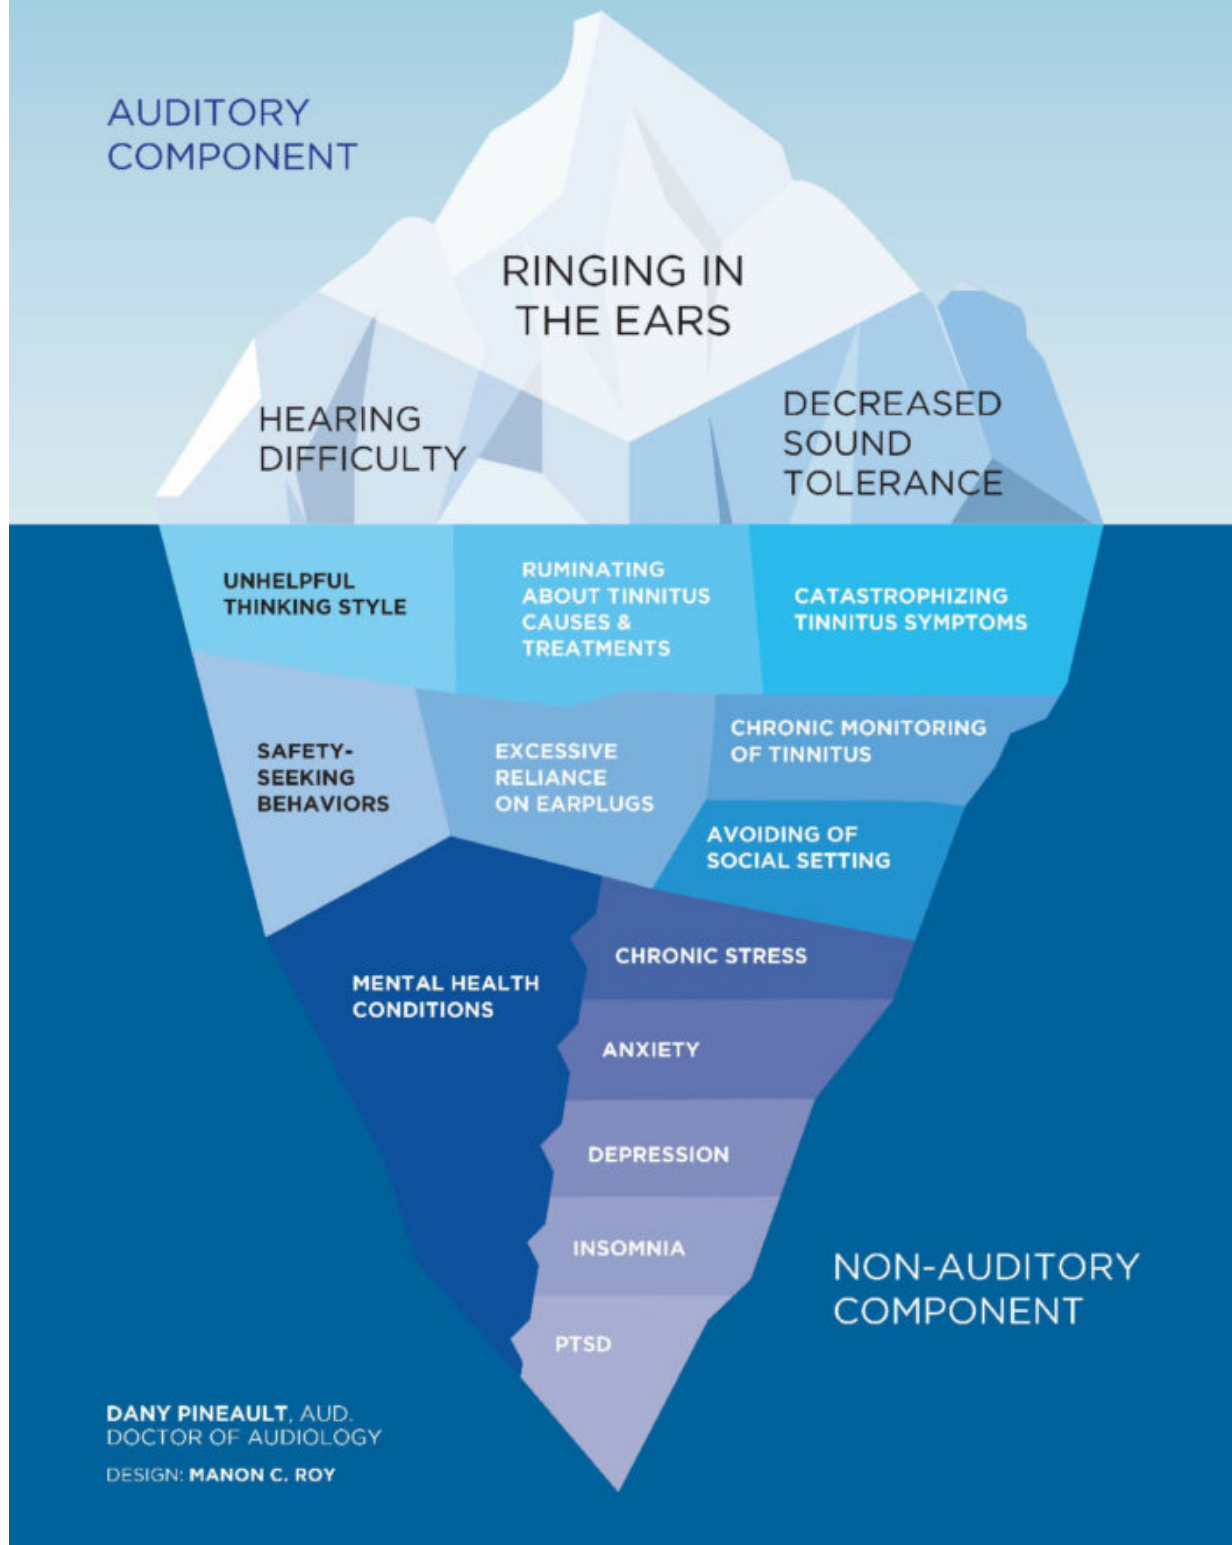 AUDITORY
COMPONENT
RINGING IN
THE EARS
HEARING
DIFFICULTY
DECREASED
SOUND
TOLERANCE
UNHELPFUL
THINKING STYLE
RUMINATING
ABOUT TINNITUS
CAUSES &
TREATMENTS
CATASTROPHIZING
TINNITUS SYMPTOMS
SAFETY-
SEEKING
BEHAVIORS
EXCESSIVE
RELIANCE
ON EARPLUGS
CHRONIC MONITORING
OF TINNITUS
AVOIDING OF
SOCIAL SETTING
MENTAL HEALTH
CONDITIONS
CHRONIC STRESS
ANXIETY
DEPRESSION
INSOMNIA
PTSD
NON-AUDITORY
COMPONENT
DANY PINEAULT, AUD.
DOCTOR OF AUDIOLOGY
DESIGN: MANON C. ROY